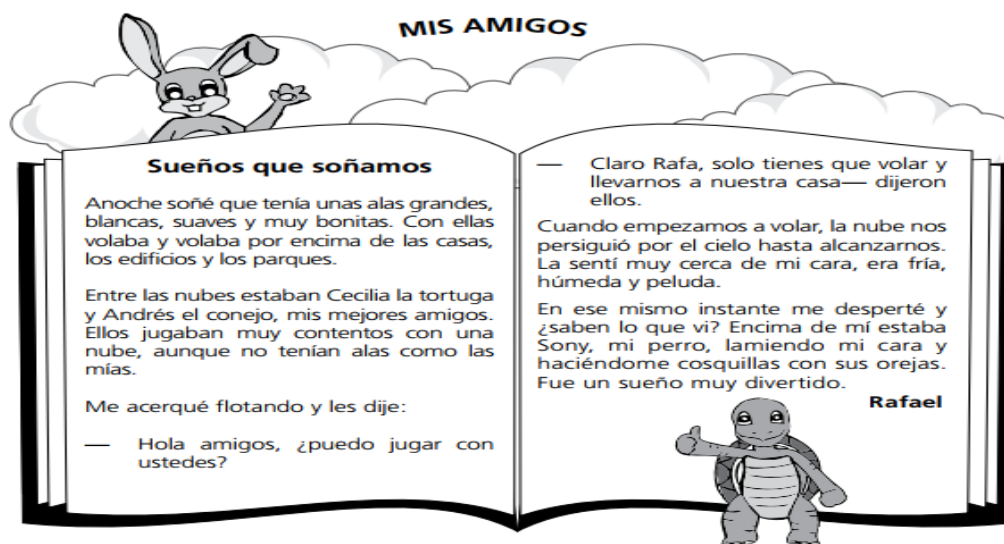 MIS AMIGOS
Sueños que soñamos
Anoche soñé que tenía unas alas grandes,
blancas, suaves y muy bonitas. Con ellas
volaba y volaba por encima de las casas,
los edificios y los parques.
Entre las nubes estaban Cecilia la tortuga
y Andrés el conejo, mis mejores amigos.
Ellos jugaban muy contentos con una
nube, aunque no tenían alas como las
mías.
Me acerqué flotando y les dije:
— Hola amigos, ¿puedo jugar con
ustedes?
— Claro Rafa, solo tienes que volar y
llevarnos a nuestra casa— dijeron
ellos.
Cuando empezamos a volar, la nube nos
persiguió por el cielo hasta alcanzarnos.
La sentí muy cerca de mi cara, era fría,
húmeda y peluda.
En ese mismo instante me desperté y
¿saben lo que vi? Encima de mí estaba
Sony, mi perro, lamiendo mi cara y
haciéndome cosquillas con sus orejas.
Fue un sueño muy divertido.
Rafael